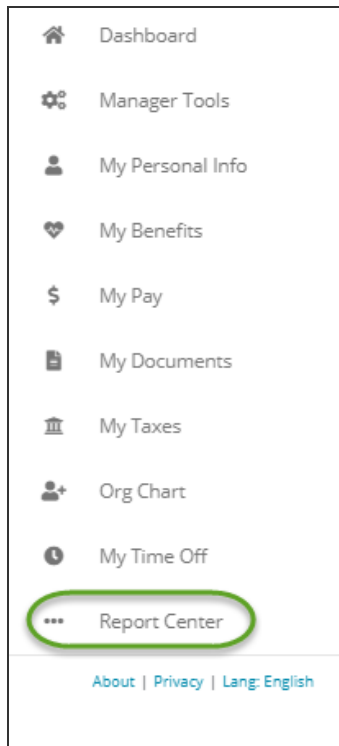 Dashboard
Manager Tools
My Personal Info
My Benefits
$ My Pay
My Documents
My Taxes
Org Chart
My Time Off
Report Center
About | Privacy | Lang: English